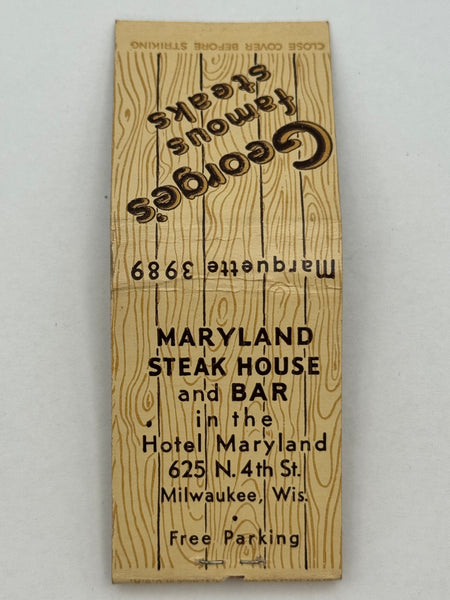 CLOSE COVER BEFORE STRIKING
George's
famous
steaks
Marquette 3989
MARYLAND
STEAK HOUSE
and BAR
• in the
Hotel Maryland
625 N. 4th St.
Milwaukee, Wis.
•
Free Parking